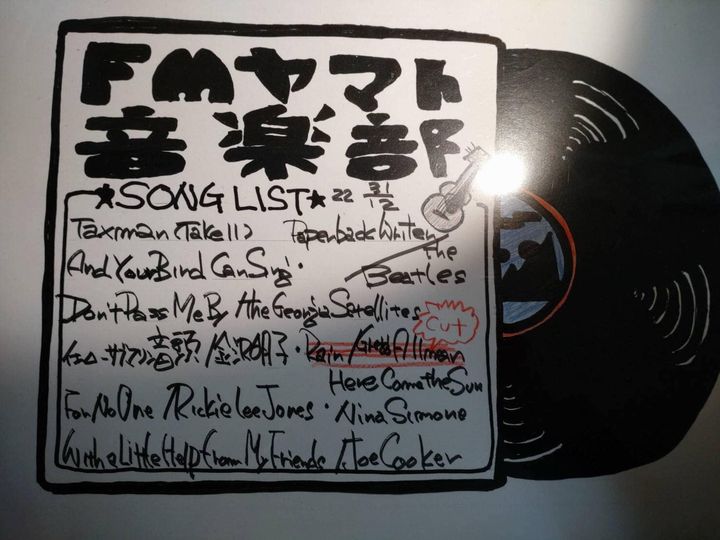 FMヤマト
音楽部
★SONG LIST★ 22
Taxman (Take 11) Paperback Writer
And Your Bird Can Sing・ / the Beatles
Don't Pass Me By / the Georgia Satellites
Cut
イエロー・サブマリン音頭/金沢明子・Rain/Gregg Allman
Here Come the Sun
For No One / Rickie Lee Jones・Nina Simone
With a Little Help from My Friends / Joe Cooker